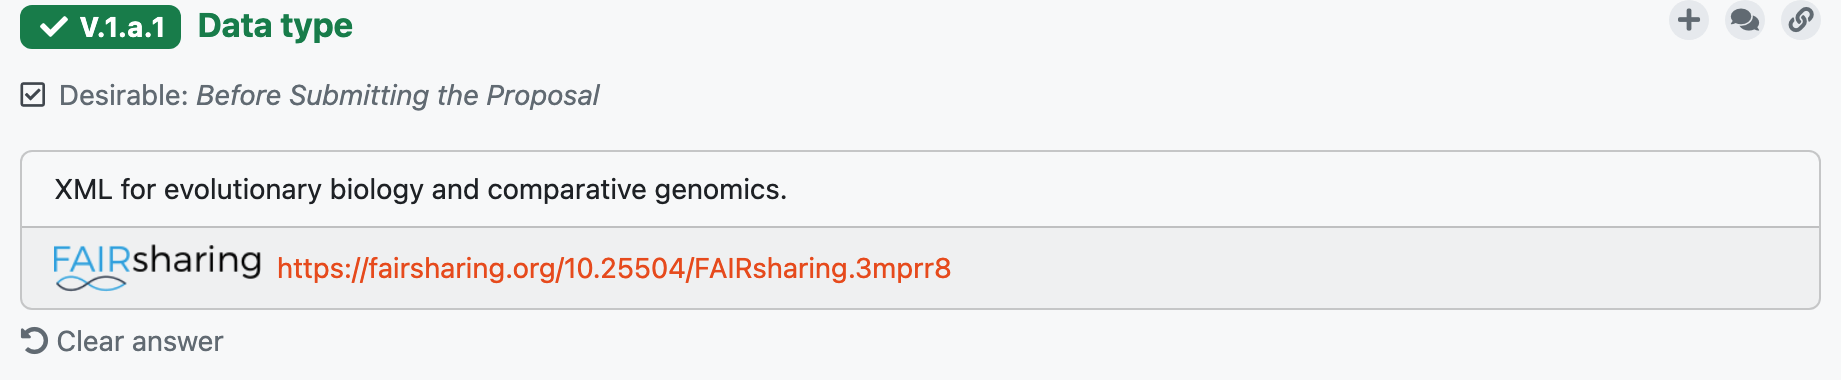 V.1.a.1 Data type
Desirable: Before Submitting the Proposal
XML for evolutionary biology and comparative genomics.
FAIRsharing https://fairsharing.org/10.25504/FAIRsharing.3mprr8
Clear answer